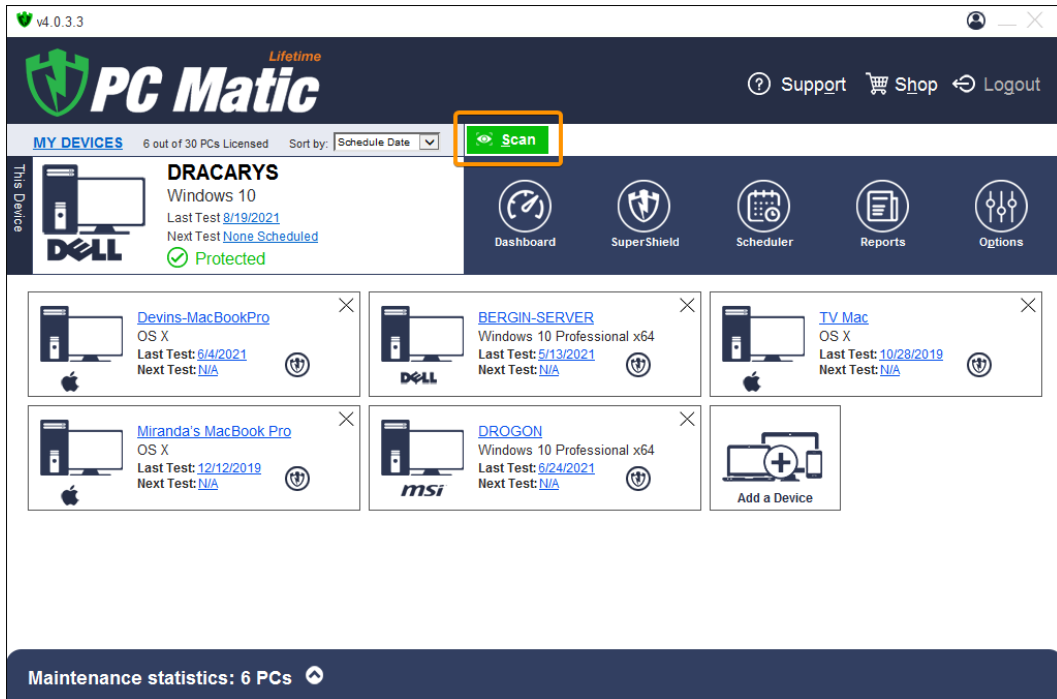 v4.0.3.3
Lifetime
PC Matic
Support Shop Logout
MY DEVICES 6 out of 30 PCs Licensed Sort by: Schedule Date Scan
This Device
DELL
DRACARYS
Windows 10
Last Test 8/19/2021
Next Test None Scheduled
Protected
Dashboard SuperShield Scheduler Reports Options
Devins-MacBookPro
OS X
Last Test: 6/4/2021
Next Test: N/A
BERGIN-SERVER
Windows 10 Professional x64
Last Test: 5/13/2021
Next Test: N/A
DELL
TV Mac
OS X
Last Test: 10/28/2019
Next Test: N/A
Miranda's MacBook Pro
OS X
Last Test: 12/12/2019
Next Test: N/A
DROGON
Windows 10 Professional x64
Last Test: 6/24/2021
Next Test: N/A
msi
Add a Device
Maintenance statistics: 6 PCs